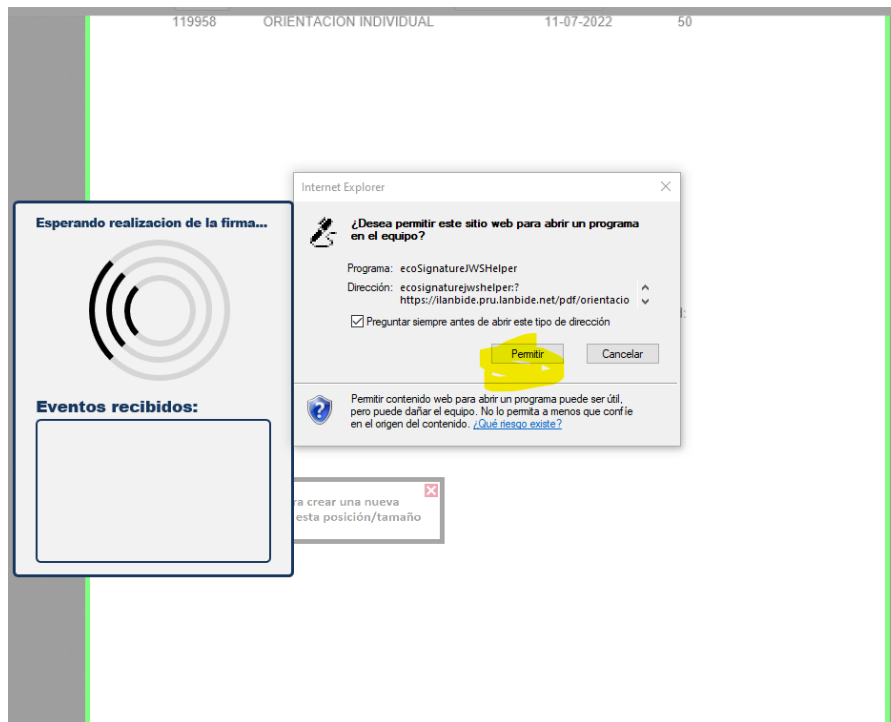 119958 ORIENTACION INDIVIDUAL 11-07-2022 50
Internet Explorer
¿Desea permitir este sitio web para abrir un programa
en el equipo?
Programa: ecoSignatureJWSHelper
Dirección: ecosignaturejwshelper:?
https://ilanbide.pru.lanbide.net/pdf/orientacio
Preguntar siempre antes de abrir este tipo de dirección
Permitir Cancelar
Permitir contenido web para abrir un programa puede ser útil,
pero puede dañar el equipo. No lo permita a menos que confíe
en el origen del contenido. ¿Qué riesgo existe?
Esperando realizacion de la firma...
Eventos recibidos:
ra crear una nueva
esta posición/tamaño